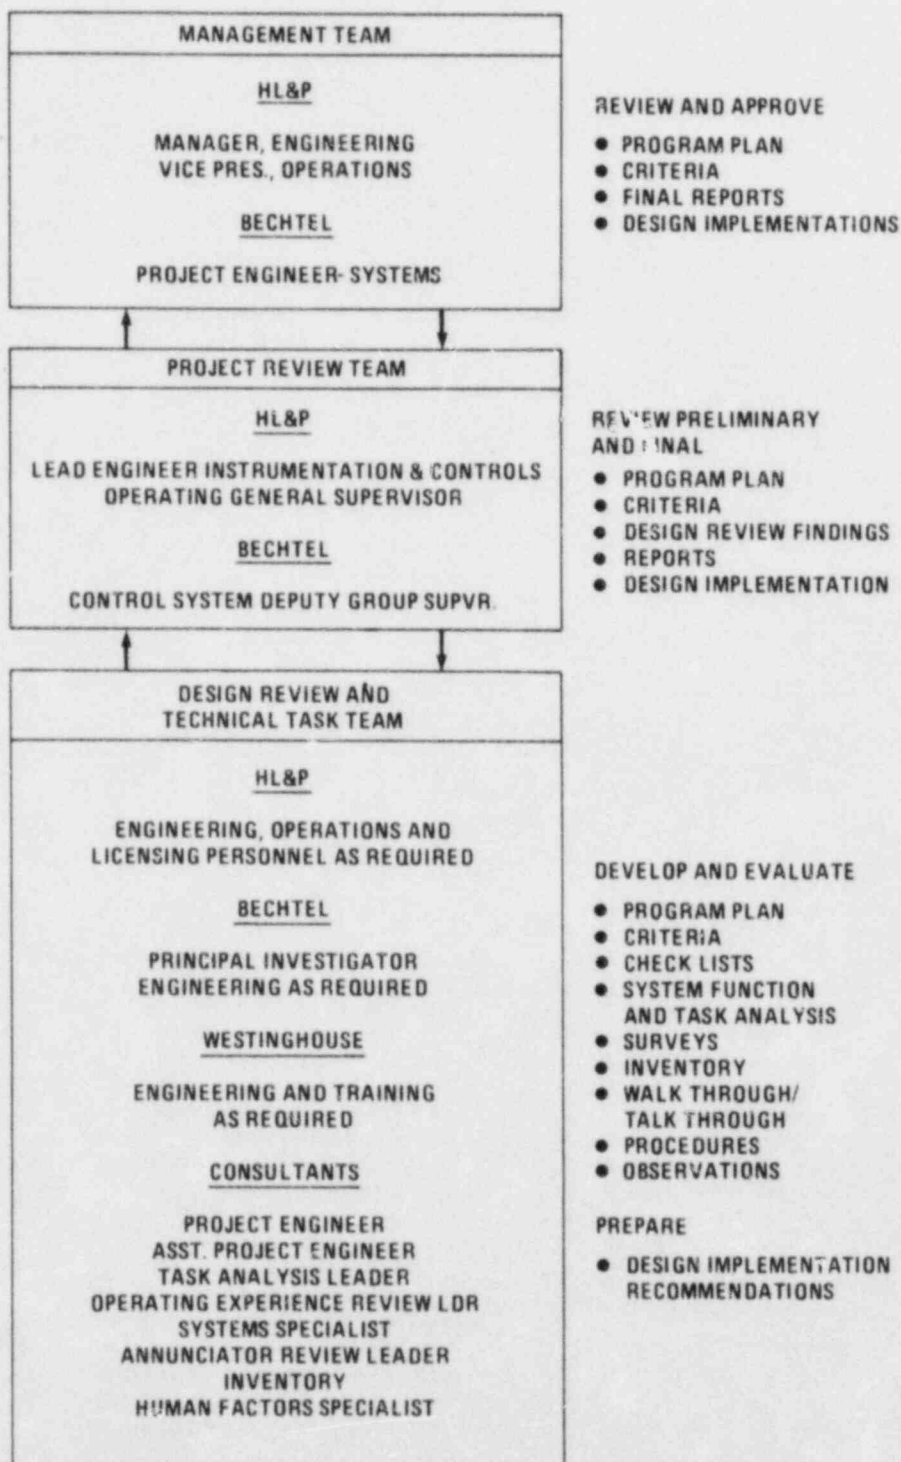 MANAGEMENT TEAM
HL&P
MANAGER, ENGINEERING
VICE PRES., OPERATIONS
BECHTEL
PROJECT ENGINEER- SYSTEMS
REVIEW AND APPROVE
● PROGRAM PLAN
● CRITERIA
● FINAL REPORTS
● DESIGN IMPLEMENTATIONS
PROJECT REVIEW TEAM
HL&P
LEAD ENGINEER INSTRUMENTATION & CONTROLS
OPERATING GENERAL SUPERVISOR
BECHTEL
CONTROL SYSTEM DEPUTY GROUP SUPVR.
REVIEW PRELIMINARY
AND FINAL
● PROGRAM PLAN
● CRITERIA
● DESIGN REVIEW FINDINGS
● REPORTS
● DESIGN IMPLEMENTATION
DESIGN REVIEW AND
TECHNICAL TASK TEAM
HL&P
ENGINEERING, OPERATIONS AND
LICENSING PERSONNEL AS REQUIRED
BECHTEL
PRINCIPAL INVESTIGATOR
ENGINEERING AS REQUIRED
WESTINGHOUSE
ENGINEERING AND TRAINING
AS REQUIRED
CONSULTANTS
PROJECT ENGINEER
ASST. PROJECT ENGINEER
TASK ANALYSIS LEADER
OPERATING EXPERIENCE REVIEW LDR
SYSTEMS SPECIALIST
ANNUNCIATOR REVIEW LEADER
INVENTORY
HUMAN FACTORS SPECIALIST
DEVELOP AND EVALUATE
● PROGRAM PLAN
● CRITERIA
● CHECK LISTS
● SYSTEM FUNCTION
AND TASK ANALYSIS
● SURVEYS
● INVENTORY
● WALK THROUGH/
TALK THROUGH
● PROCEDURES
● OBSERVATIONS
PREPARE
● DESIGN IMPLEMENTATION
RECOMMENDATIONS